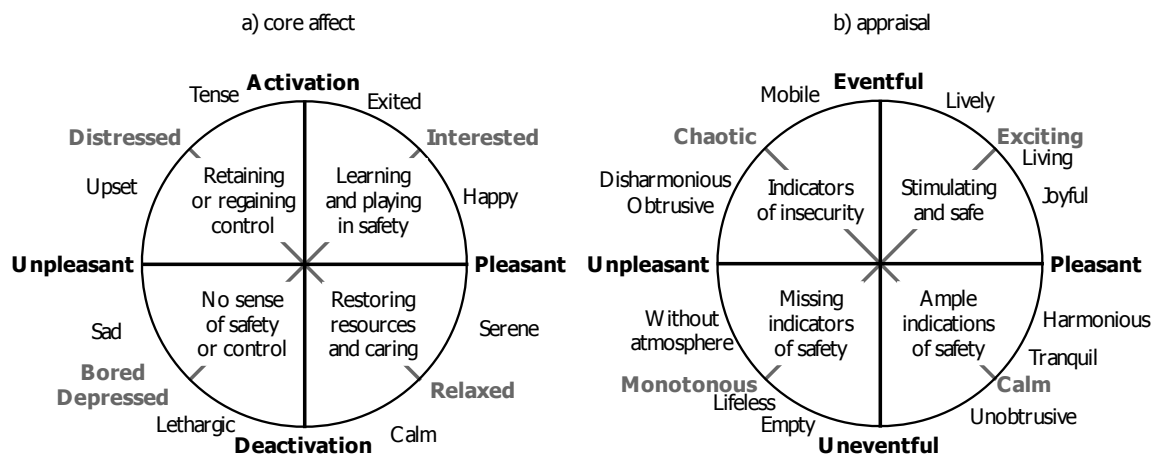 a) core affect
Activation
Tense
Exited
Distressed
Interested
Upset
Retaining
or regaining
control
Learning
and playing
in safety
Happy
Unpleasant
Pleasant
No sense
of safety
or control
Restoring
resources
and caring
Sad
Serene
Bored
Depressed
Relaxed
Lethargic
Calm
Deactivation
b) appraisal
Eventful
Mobile
Lively
Chaotic
Exciting
Living
Disharmonious
Obtrusive
Indicators
of insecurity
Stimulating
and safe
Joyful
Unpleasant
Pleasant
Without
atmosphere
Missing
indicators
of safety
Ample
indications
of safety
Harmonious
Tranquil
Monotonous
Calm
Lifeless
Empty
Unobtrusive
Uneventful